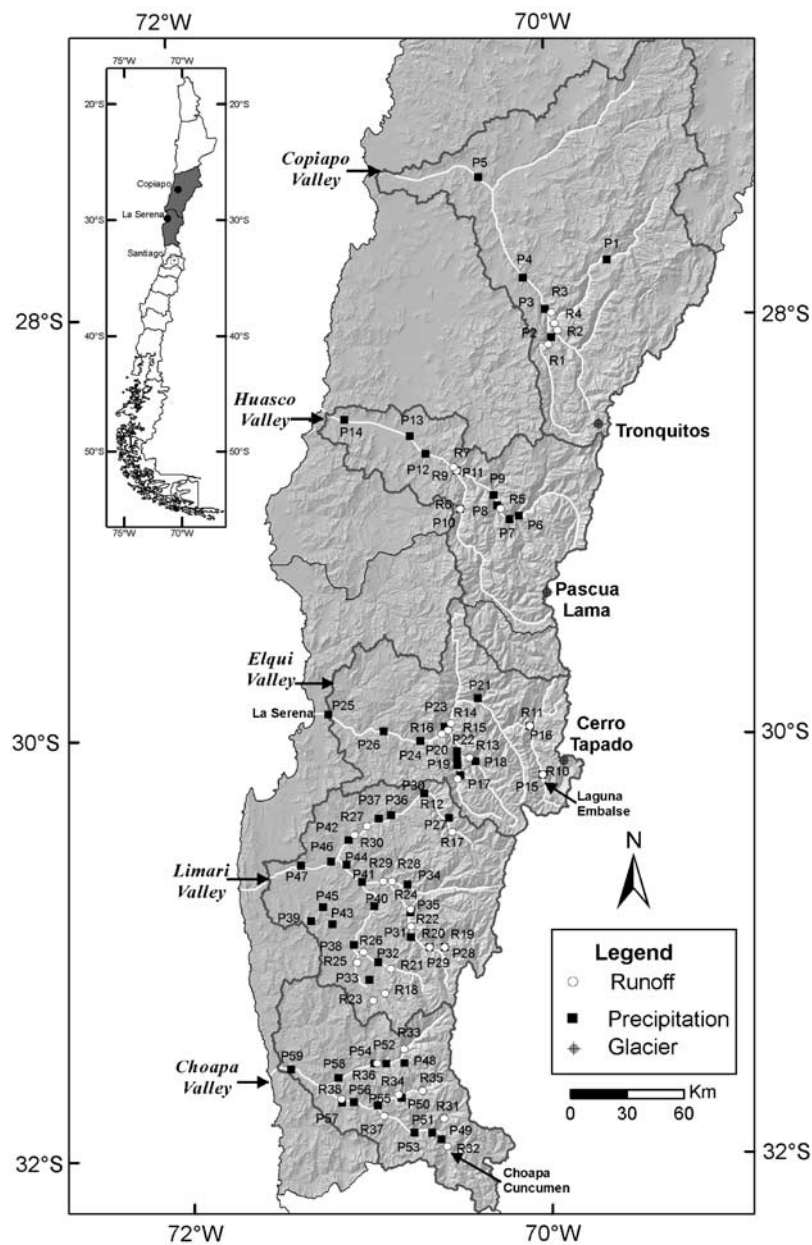 72°W
70°W
75°W
70°W
20°S
20°S
Copiapo
Valley
P5
Copiapo
La Serena
30°S
30°S
P1
Santiago
P4
P3
R3
R4
28°S
28°S
P2
R2
R1
40°S
40°S
Huasco
Valley
P13
Tronquitos
P14
R7
50°S
50°S
P12
R9
P11
P9
R5
R6
P8
P10
P7
P6
75°W
70°W
Pascua
Lama
Elqui
Valley
P21
P25
La Serena
P23
R14
R11
R16
R15
P16
Cerro
Tapado
P26
P22
30°S
30°S
P24
P20
R13
P19
P18
R10
P17
P15
P30
Laguna
Embalse
P37
P36
R12
R27
P27
P42
R30
R17
N
P46
P44
R29
R28
Limari
Valley
P47
P41
P34
R24
P45
P40
P35
P39
P43
R22
P31
R20
R19
R26
P38
P32
P29
P28
R25
R21
P33
R18
R23
Legend
Runoff
Precipitation
Glacier
R33
P52
P54
P48
Choapa
Valley
P59
P58
R36
R34
R35
R38
P56
P55
P50
R31
P57
R37
P51
P49
P53
R32
Km
0
30
60
32°S
32°S
Choapa
Cuncumen
72°W
70°W